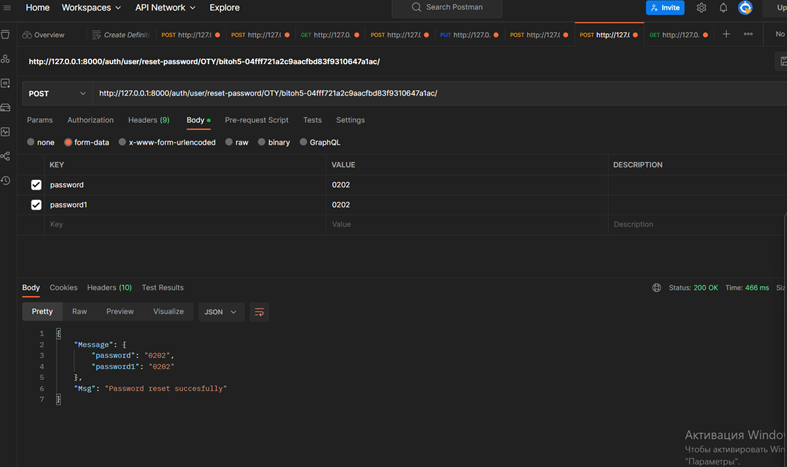 Home Workspaces API Network Explore Search Postman Invite
Overview Create Definiti POST http://127.( POST http://127.( GET http://127.0. POST http://127.( PUT http://127.0. POST http://127.( POST http://127.( GET http://127.0. No
http://127.0.0.1:8000/auth/user/reset-password/OTY/bitoh5-04fff721a2c9aacfbd83f9310647a1ac/
POST http://127.0.0.1:8000/auth/user/reset-password/OTY/bitoh5-04fff721a2c9aacfbd83f9310647a1ac/
Params Authorization Headers (9) Body Pre-request Script Tests Settings
none form-data x-www-form-urlencoded raw binary GraphQL
KEY VALUE DESCRIPTION
password 0202
password1 0202
Key Value Description
Body Cookies Headers (10) Test Results Status: 200 OK Time: 466 ms
Pretty Raw Preview Visualize JSON
1 {
2 "Message": {
3 "password": "0202",
4 "password1": "0202"
5 },
6 "Msg": "Password reset succesfully"
7 }
Активация Windo
Чтобы активировать Win
"Параметры".